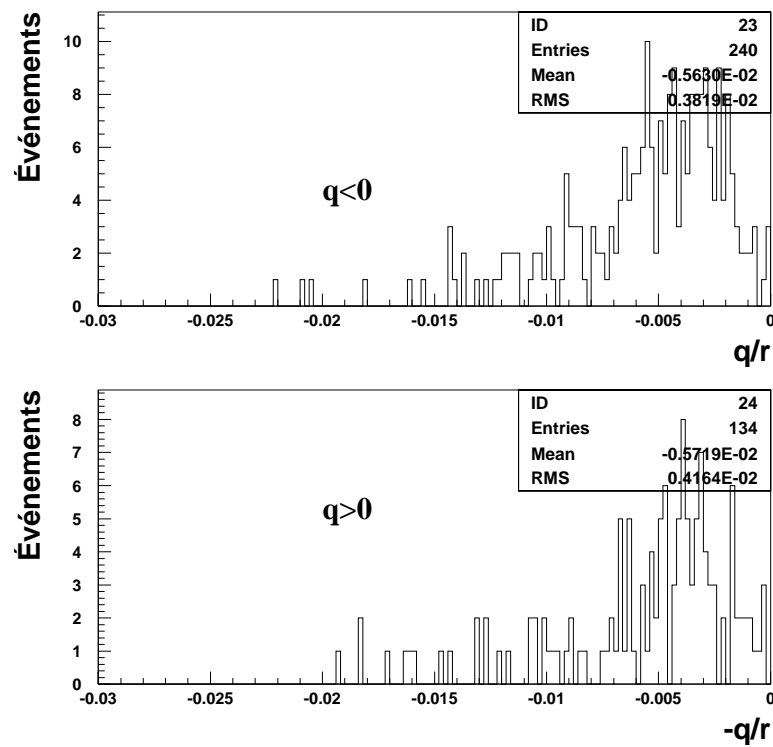 Événements
10
8
6
4
2
0
ID 23
Entries 240
Mean -0.5630E-02
RMS 0.3819E-02
q<0
-0.03 -0.025 -0.02 -0.015 -0.01 -0.005 0
q/r
Événements
8
7
6
5
4
3
2
1
0
ID 24
Entries 134
Mean -0.5719E-02
RMS 0.4164E-02
q>0
-0.03 -0.025 -0.02 -0.015 -0.01 -0.005 0
-q/r